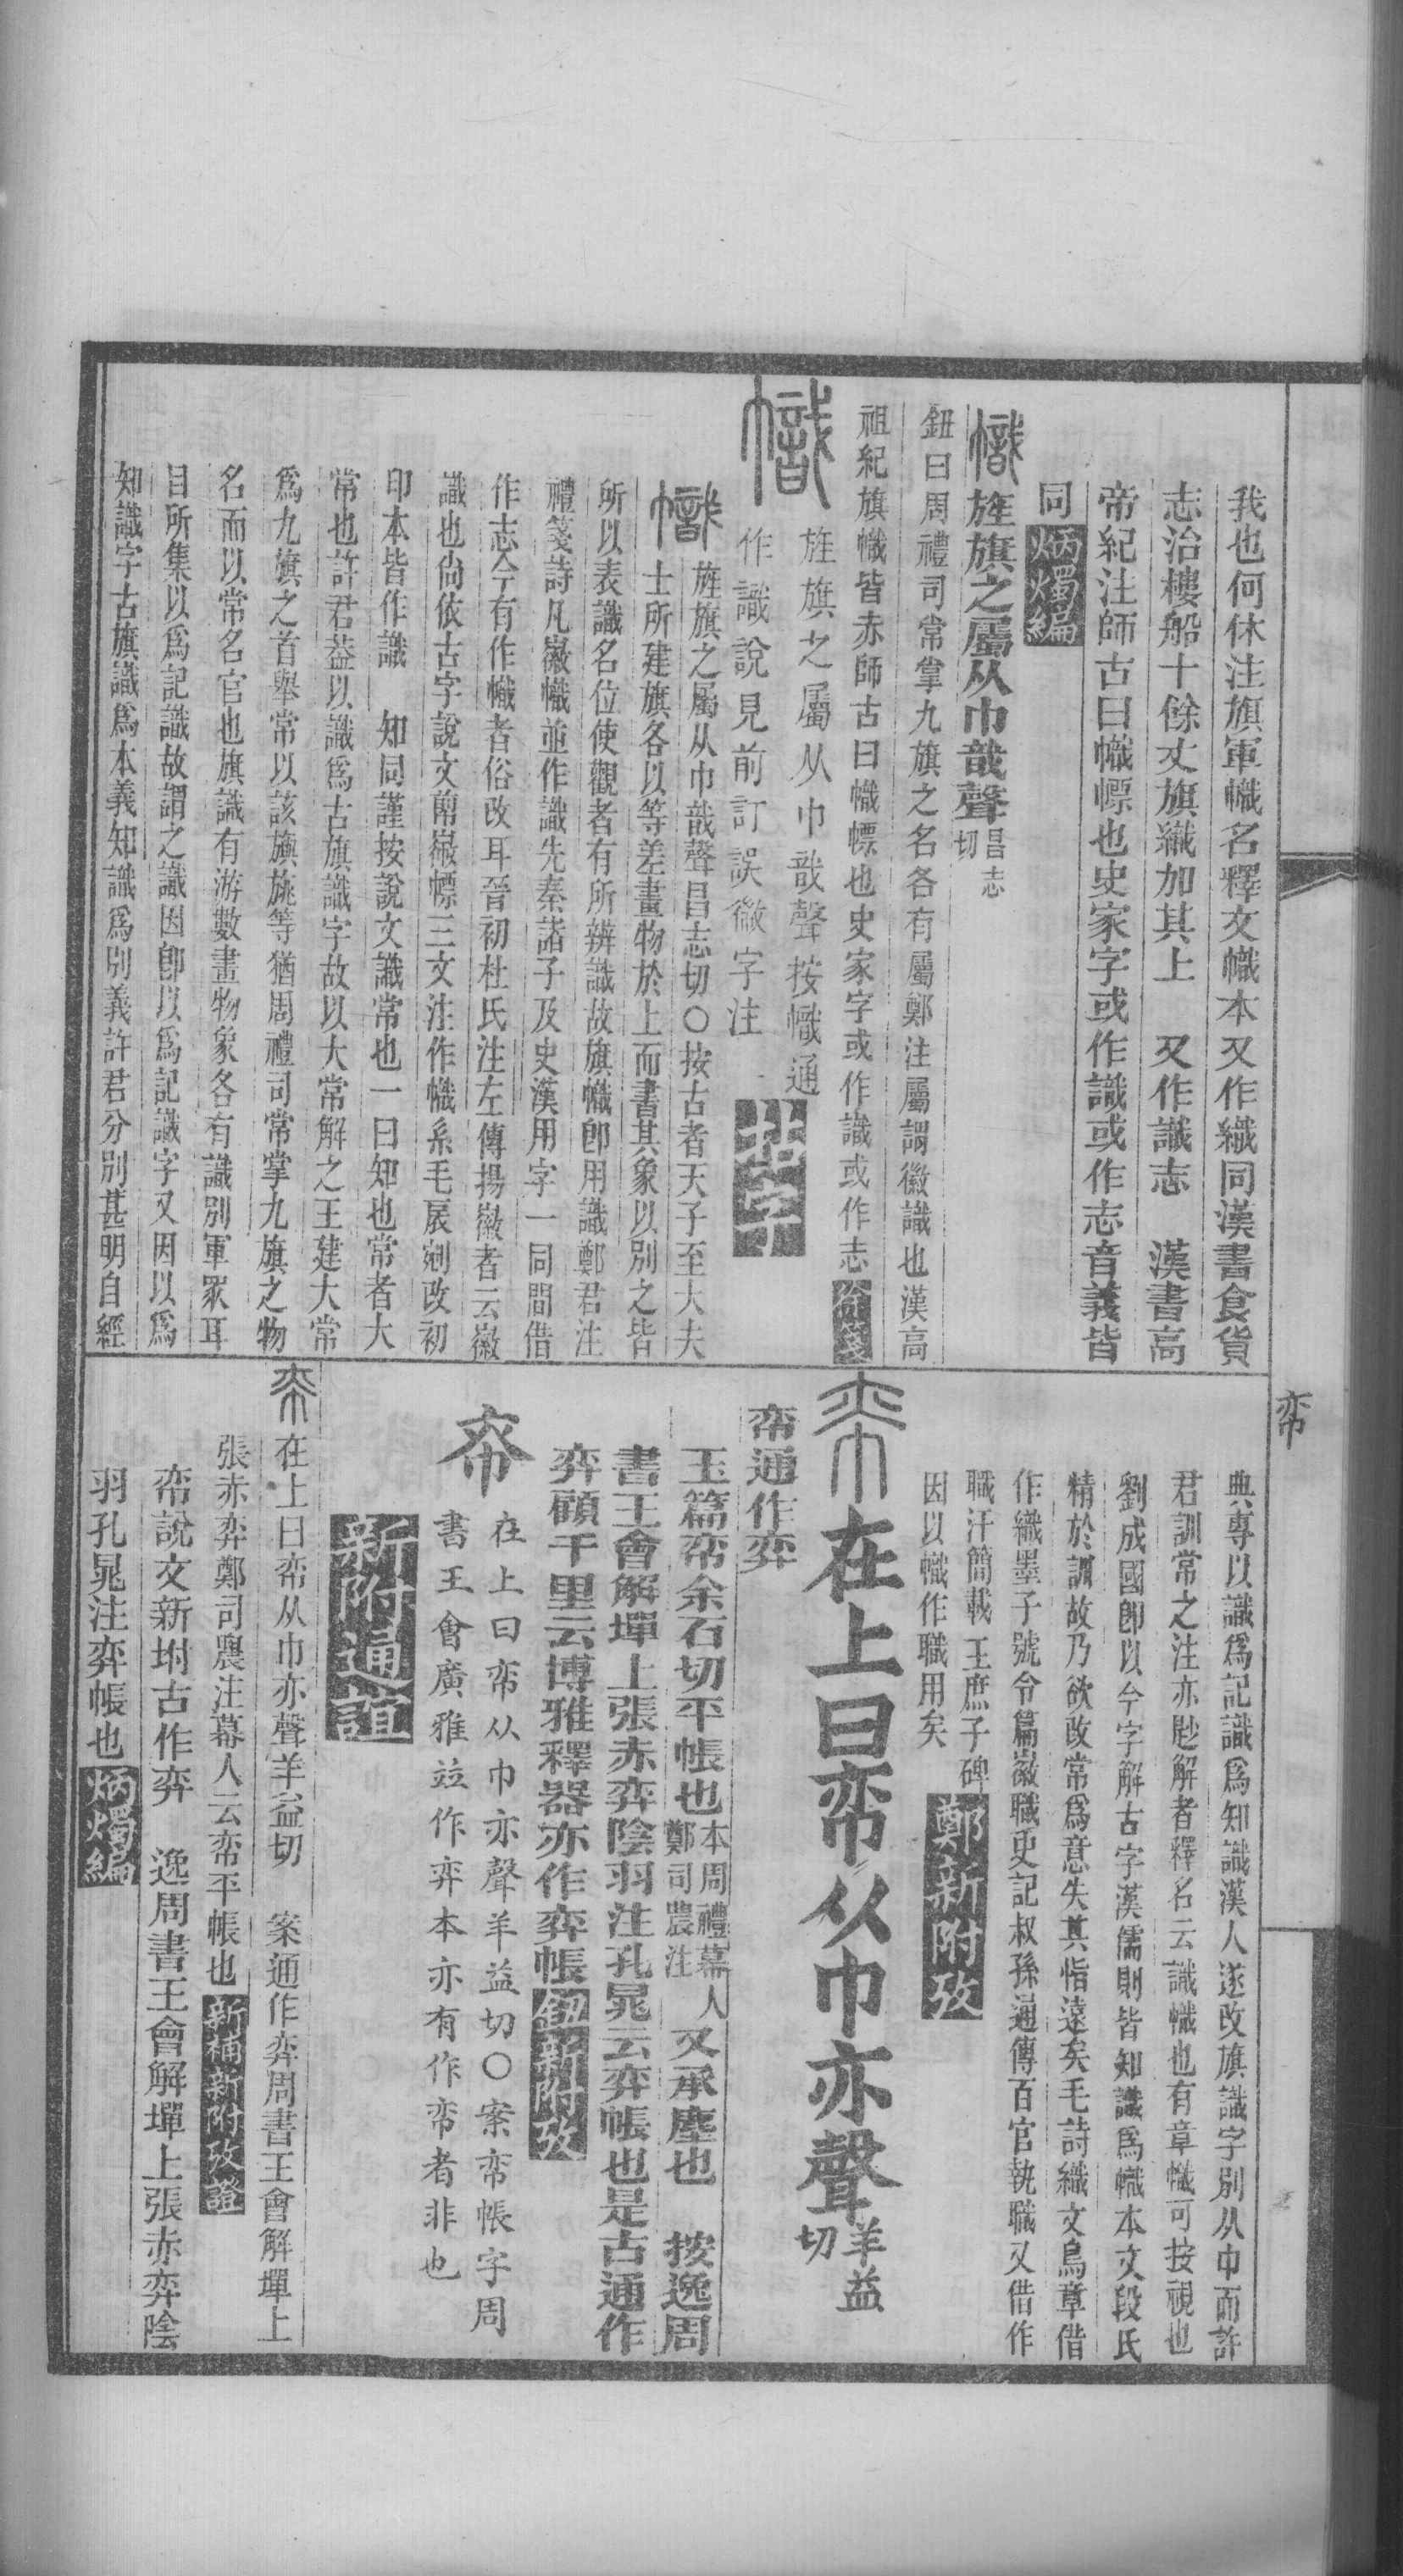 我也何休注旗軍幟名釋文幟本又作織同漢書食貨
志治樓船十餘丈旗織加其上　又作識志　漢書高
帝紀注師古曰幟幖也史家字或作識或作志音義皆
同炳燭編
幟旌旗之屬从巾戠聲昌志切
鈕曰周禮司常掌九旗之名各有屬鄭注屬謂徽識也漢高
祖紀旗幟皆赤師古曰幟幖也史家字或作識或作志
幟
旌旗之屬从巾戠聲按幟通
作識說見前訂誤徽字注
幟旌旗之屬从巾戠聲昌志切○按古者天子至大夫
士所建旗各以等差畫物於上而書其象以別之皆
所以表識名位使觀者有所辨識故旗幟卽用識鄭君注
禮箋詩凡徽幟並作識先秦諸子及史漢用字一同間借
作志今有作幟者俗改耳晉初杜氏注左傳揚徽者云徽
識也尙依古字說文𢂷徽幖三文注作幟系毛扆剜改初
印本皆作識　知同謹按說文識常也一曰知也常者大
常也許君葢以識爲古旗識字故以大常解之王建大常
爲九旗之首舉常以該旗旐等猶周禮司常掌九旗之物
名而以常名官也旗識有游數畫物象各有識別軍眾耳
目所集以爲記識故謂之識因卽以爲記識字又因以爲
知識字古旗識爲本義知識爲別義許君分別甚明自經
帟
典專以識爲記識爲知識漢人遂改旗識字別从巾而許
君訓常之注亦尠解者釋名云識幟也有章幟可按視也
劉成國卽以今字解古字漢儒則皆知識爲幟本文段氏
精於訓故乃欲改常爲意失其恉遠矣毛詩織文鳥章借
作織墨子號令篇徽職史記叔孫通傳百官執職又借作
職汗簡載王庶子碑
因以幟作職用矣鄭新附攷
帟在上曰帟从巾亦聲羊益切
帟通作弈
玉篇帟余石切平帳也本周禮幕人鄭司農注又承塵也　按逸周
書王會解墠上張赤弈陰羽注孔晁云弈帳也是古通作
弈顧千里云博雅釋器亦作弈帳鈕新附攷
帟
在上曰帟从巾亦聲羊益切○案帟帳字周
書王會廣雅竝作弈本亦有作帟者非也
新附通誼
帟在上曰帟从巾亦聲羊益切　案通作弈周書王會解墠上
張赤弈鄭司農注幕人云帟平帳也新補新附攷證
帟說文新坿古作弈　逸周書王會解墠上張赤弈陰
羽孔晁注弈帳也炳燭編